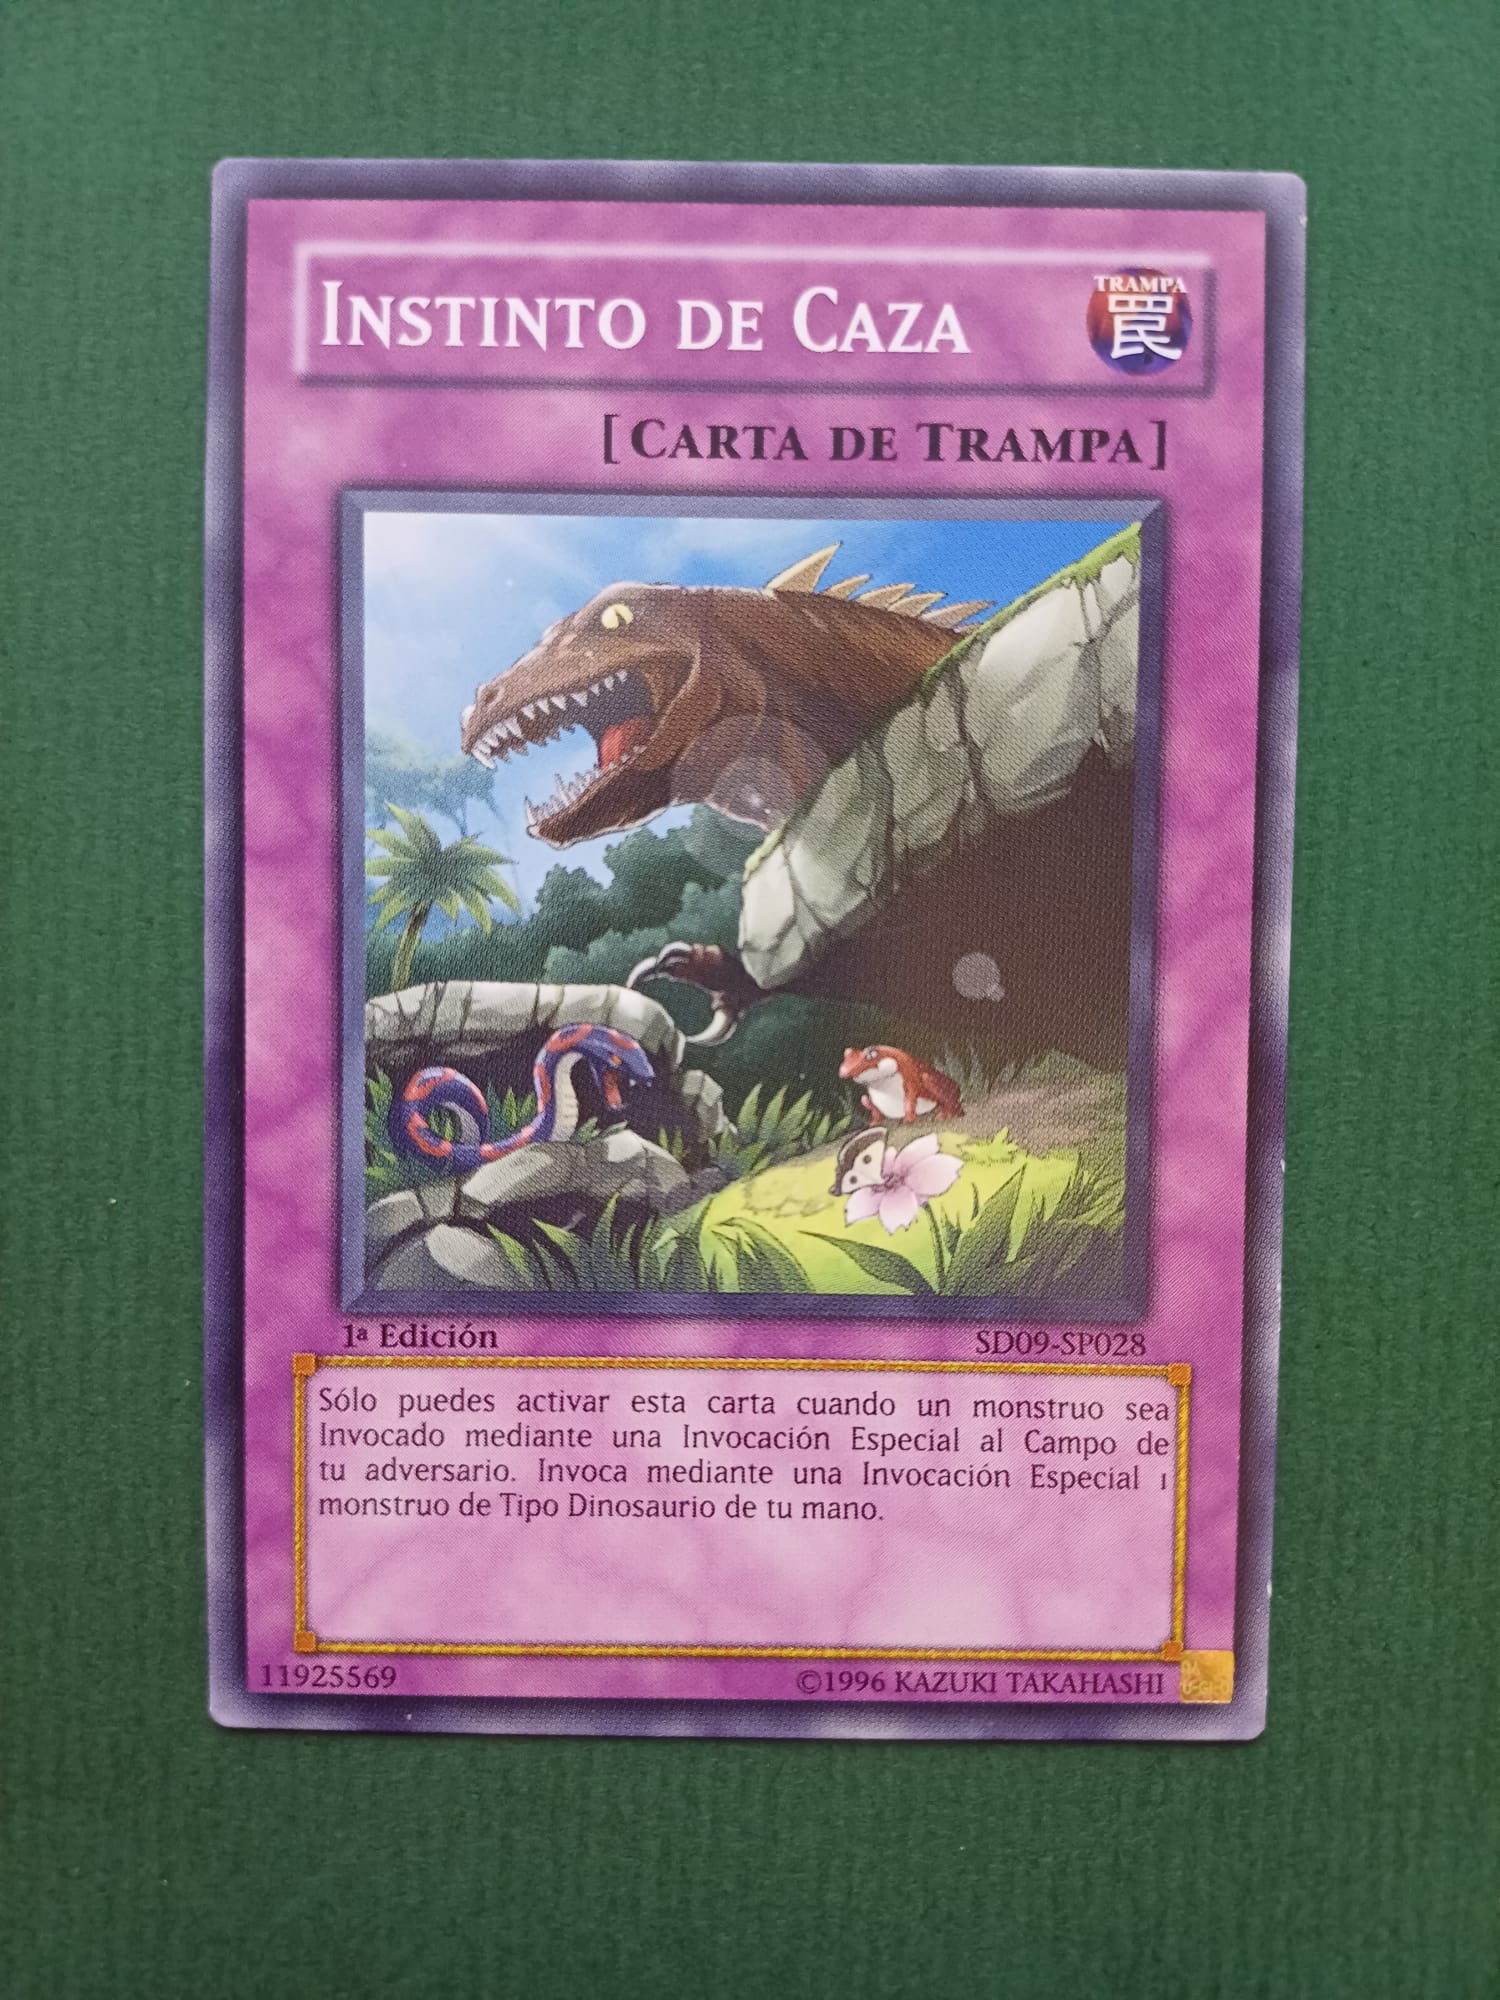 Instinto de Caza
TRAMPA
罠
[Carta de Trampa]
1ª Edición
SD09-SP028
Sólo puedes activar esta carta cuando un monstruo sea
Invocado mediante una Invocación Especial al Campo de
tu adversario. Invoca mediante una Invocación Especial 1
monstruo de Tipo Dinosaurio de tu mano.
11925569
©1996 KAZUKI TAKAHASHI